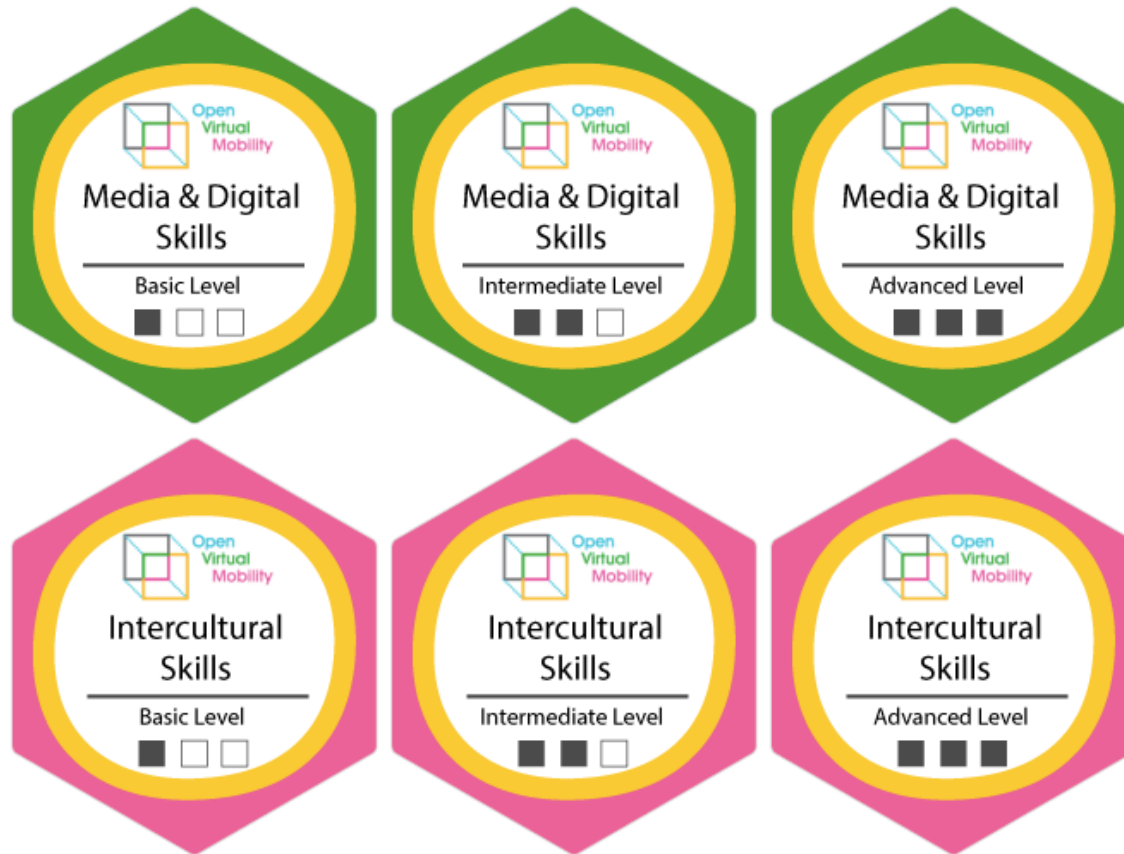 Open
Virtual
Mobility
Media & Digital
Skills
Basic Level
Open
Virtual
Mobility
Media & Digital
Skills
Intermediate Level
Open
Virtual
Mobility
Media & Digital
Skills
Advanced Level
Open
Virtual
Mobility
Intercultural
Skills
Basic Level
Open
Virtual
Mobility
Intercultural
Skills
Intermediate Level
Open
Virtual
Mobility
Intercultural
Skills
Advanced Level